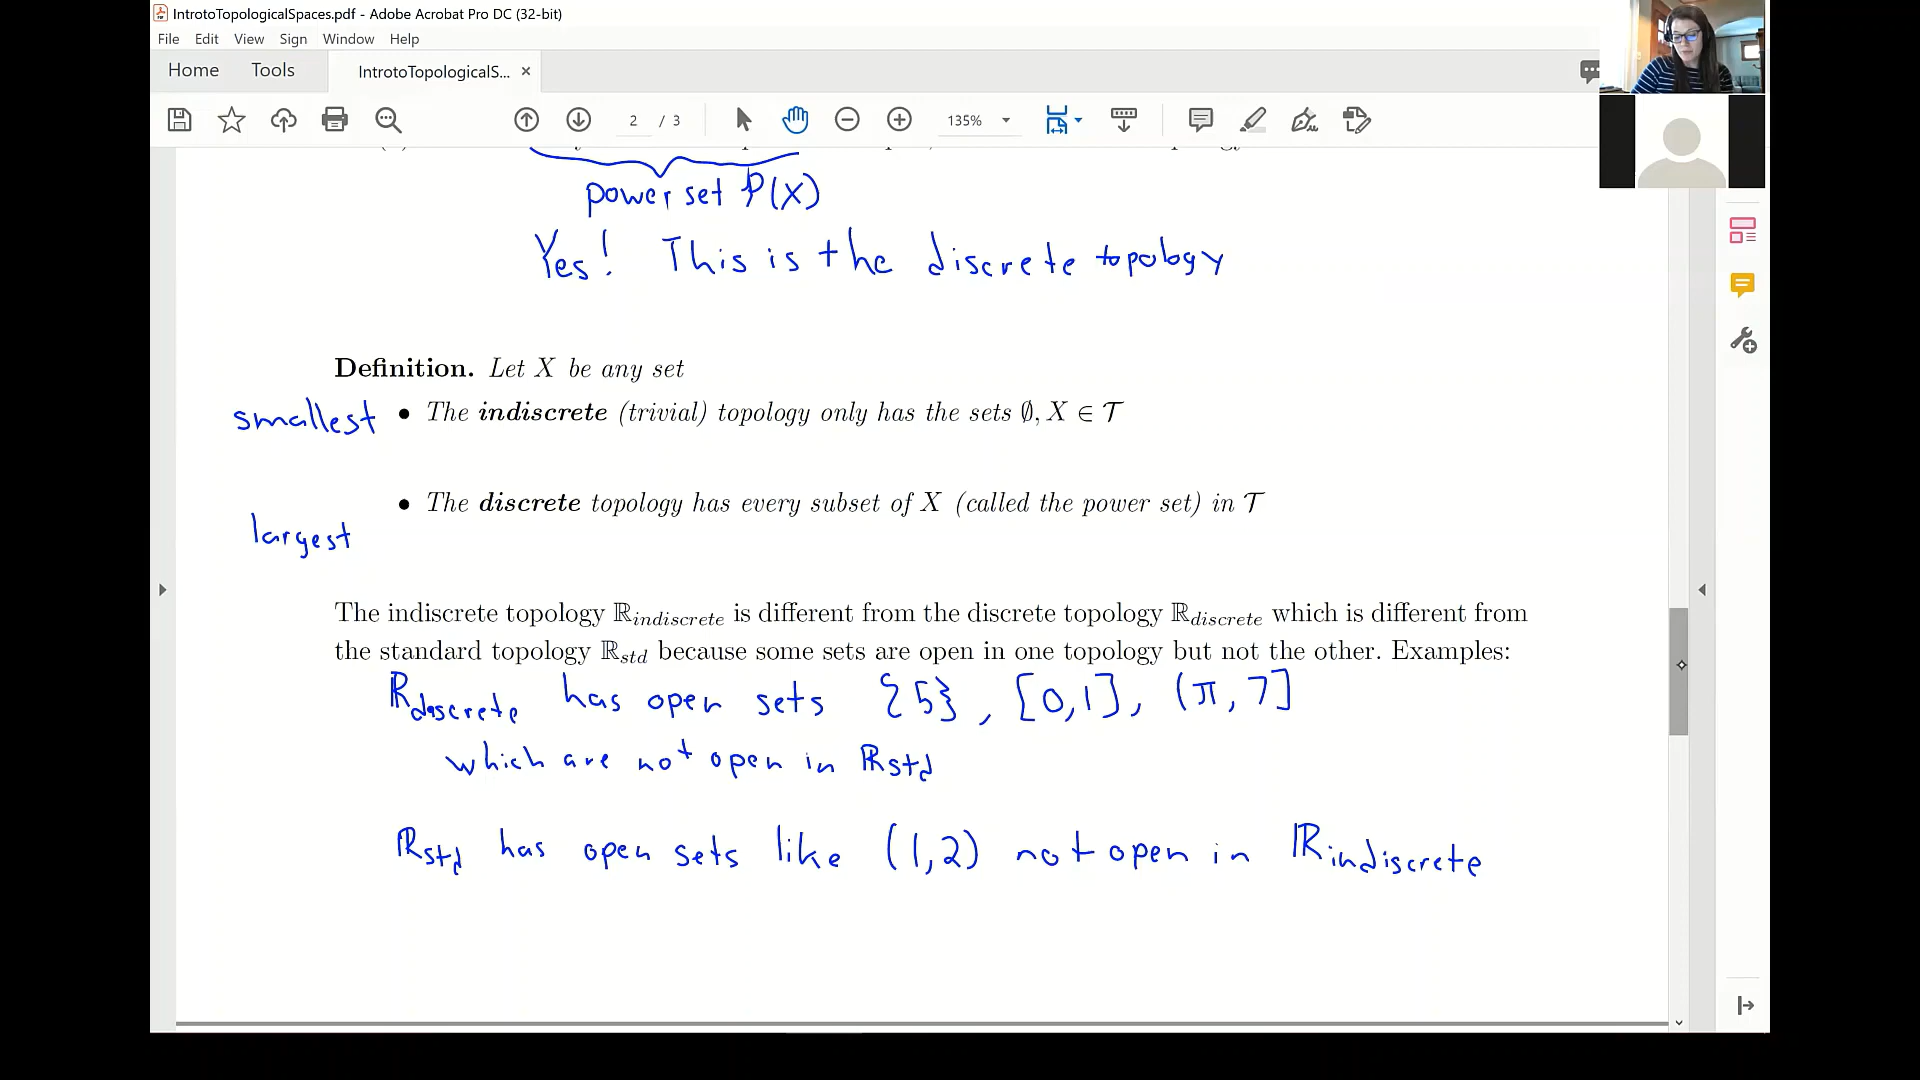 IntrotoTopologicalSpaces.pdf - Adobe Acrobat Pro DC (32-bit)
File Edit View Sign Window Help
Home Tools IntrotoTopologicalS... ×
2 / 3 135%
power set P(X)
Yes! This is the discrete topology
Definition. Let X be any set
smallest • The indiscrete (trivial) topology only has the sets ∅, X ∈ 𝒯
• The discrete topology has every subset of X (called the power set) in 𝒯
largest
The indiscrete topology ℝindiscrete is different from the discrete topology ℝdiscrete which is different from
the standard topology ℝstd because some sets are open in one topology but not the other. Examples:
ℝdiscrete has open sets {5}, [0,1], (π, 7]
which are not open in ℝstd
ℝstd has open sets like (1,2) not open in ℝindiscrete